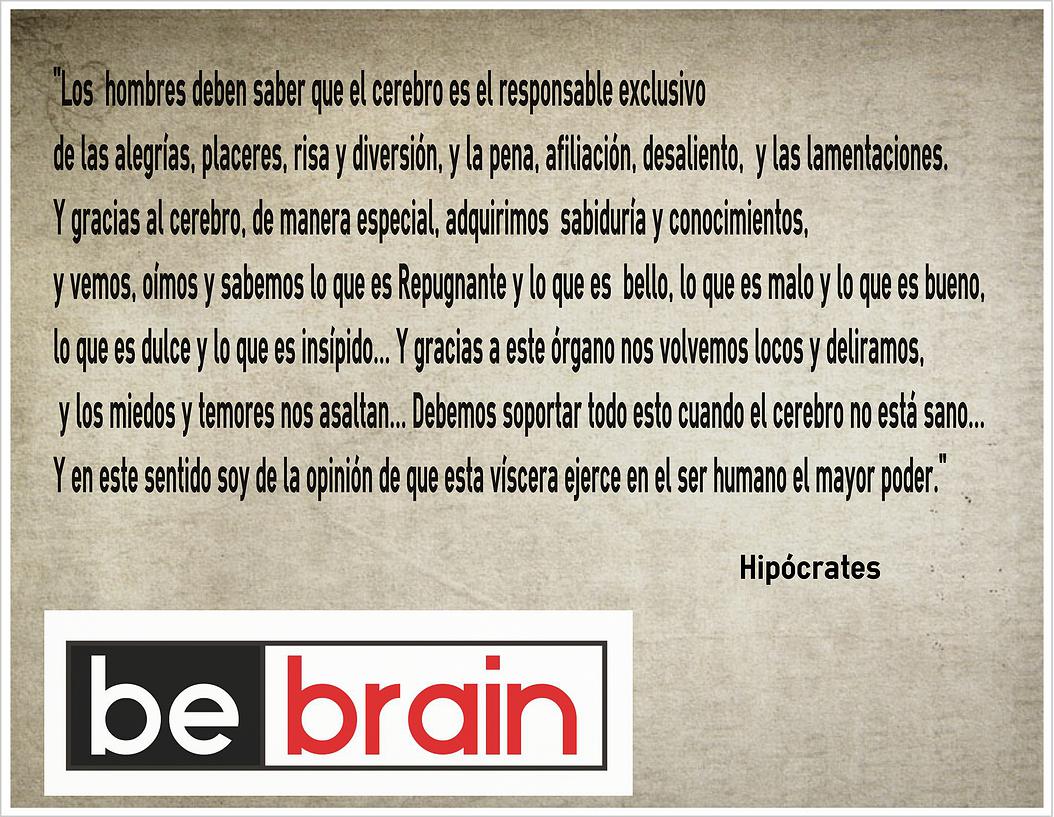 "Los hombres deben saber que el cerebro es el responsable exclusivo
de las alegrías, placeres, risa y diversión, y la pena, afiliación, desaliento, y las lamentaciones.
Y gracias al cerebro, de manera especial, adquirimos sabiduría y conocimientos,
y vemos, oímos y sabemos lo que es Repugnante y lo que es bello, lo que es malo y lo que es bueno,
lo que es dulce y lo que es insípido... Y gracias a este órgano nos volvemos locos y deliramos,
y los miedos y temores nos asaltan... Debemos soportar todo esto cuando el cerebro no está sano...
Y en este sentido soy de la opinión de que esta víscera ejerce en el ser humano el mayor poder."
Hipócrates
be brain